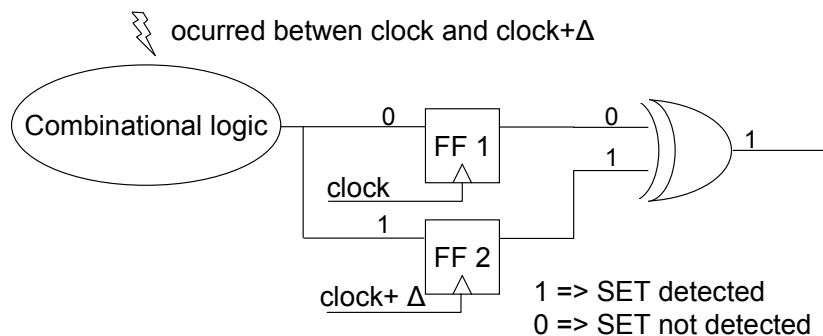 ocurred betwen clock and clock+Δ
Combinational logic
0
FF 1
0
1
1
clock
1
FF 2
clock+ Δ
1 => SET detected
0 => SET not detected